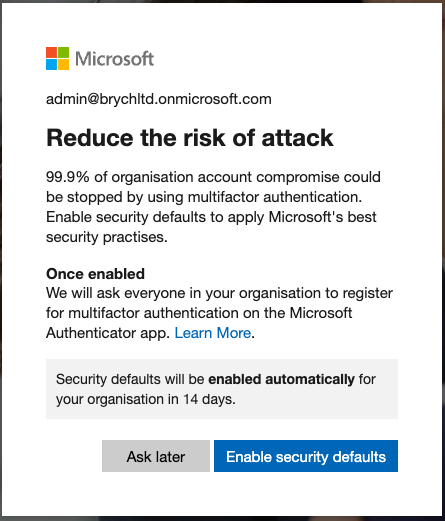 Microsoft
admin@brychltd.onmicrosoft.com
Reduce the risk of attack
99.9% of organisation account compromise could
be stopped by using multifactor authentication.
Enable security defaults to apply Microsoft's best
security practises.
Once enabled
We will ask everyone in your organisation to register
for multifactor authentication on the Microsoft
Authenticator app. Learn More.
Security defaults will be enabled automatically for
your organisation in 14 days.
Ask later
Enable security defaults